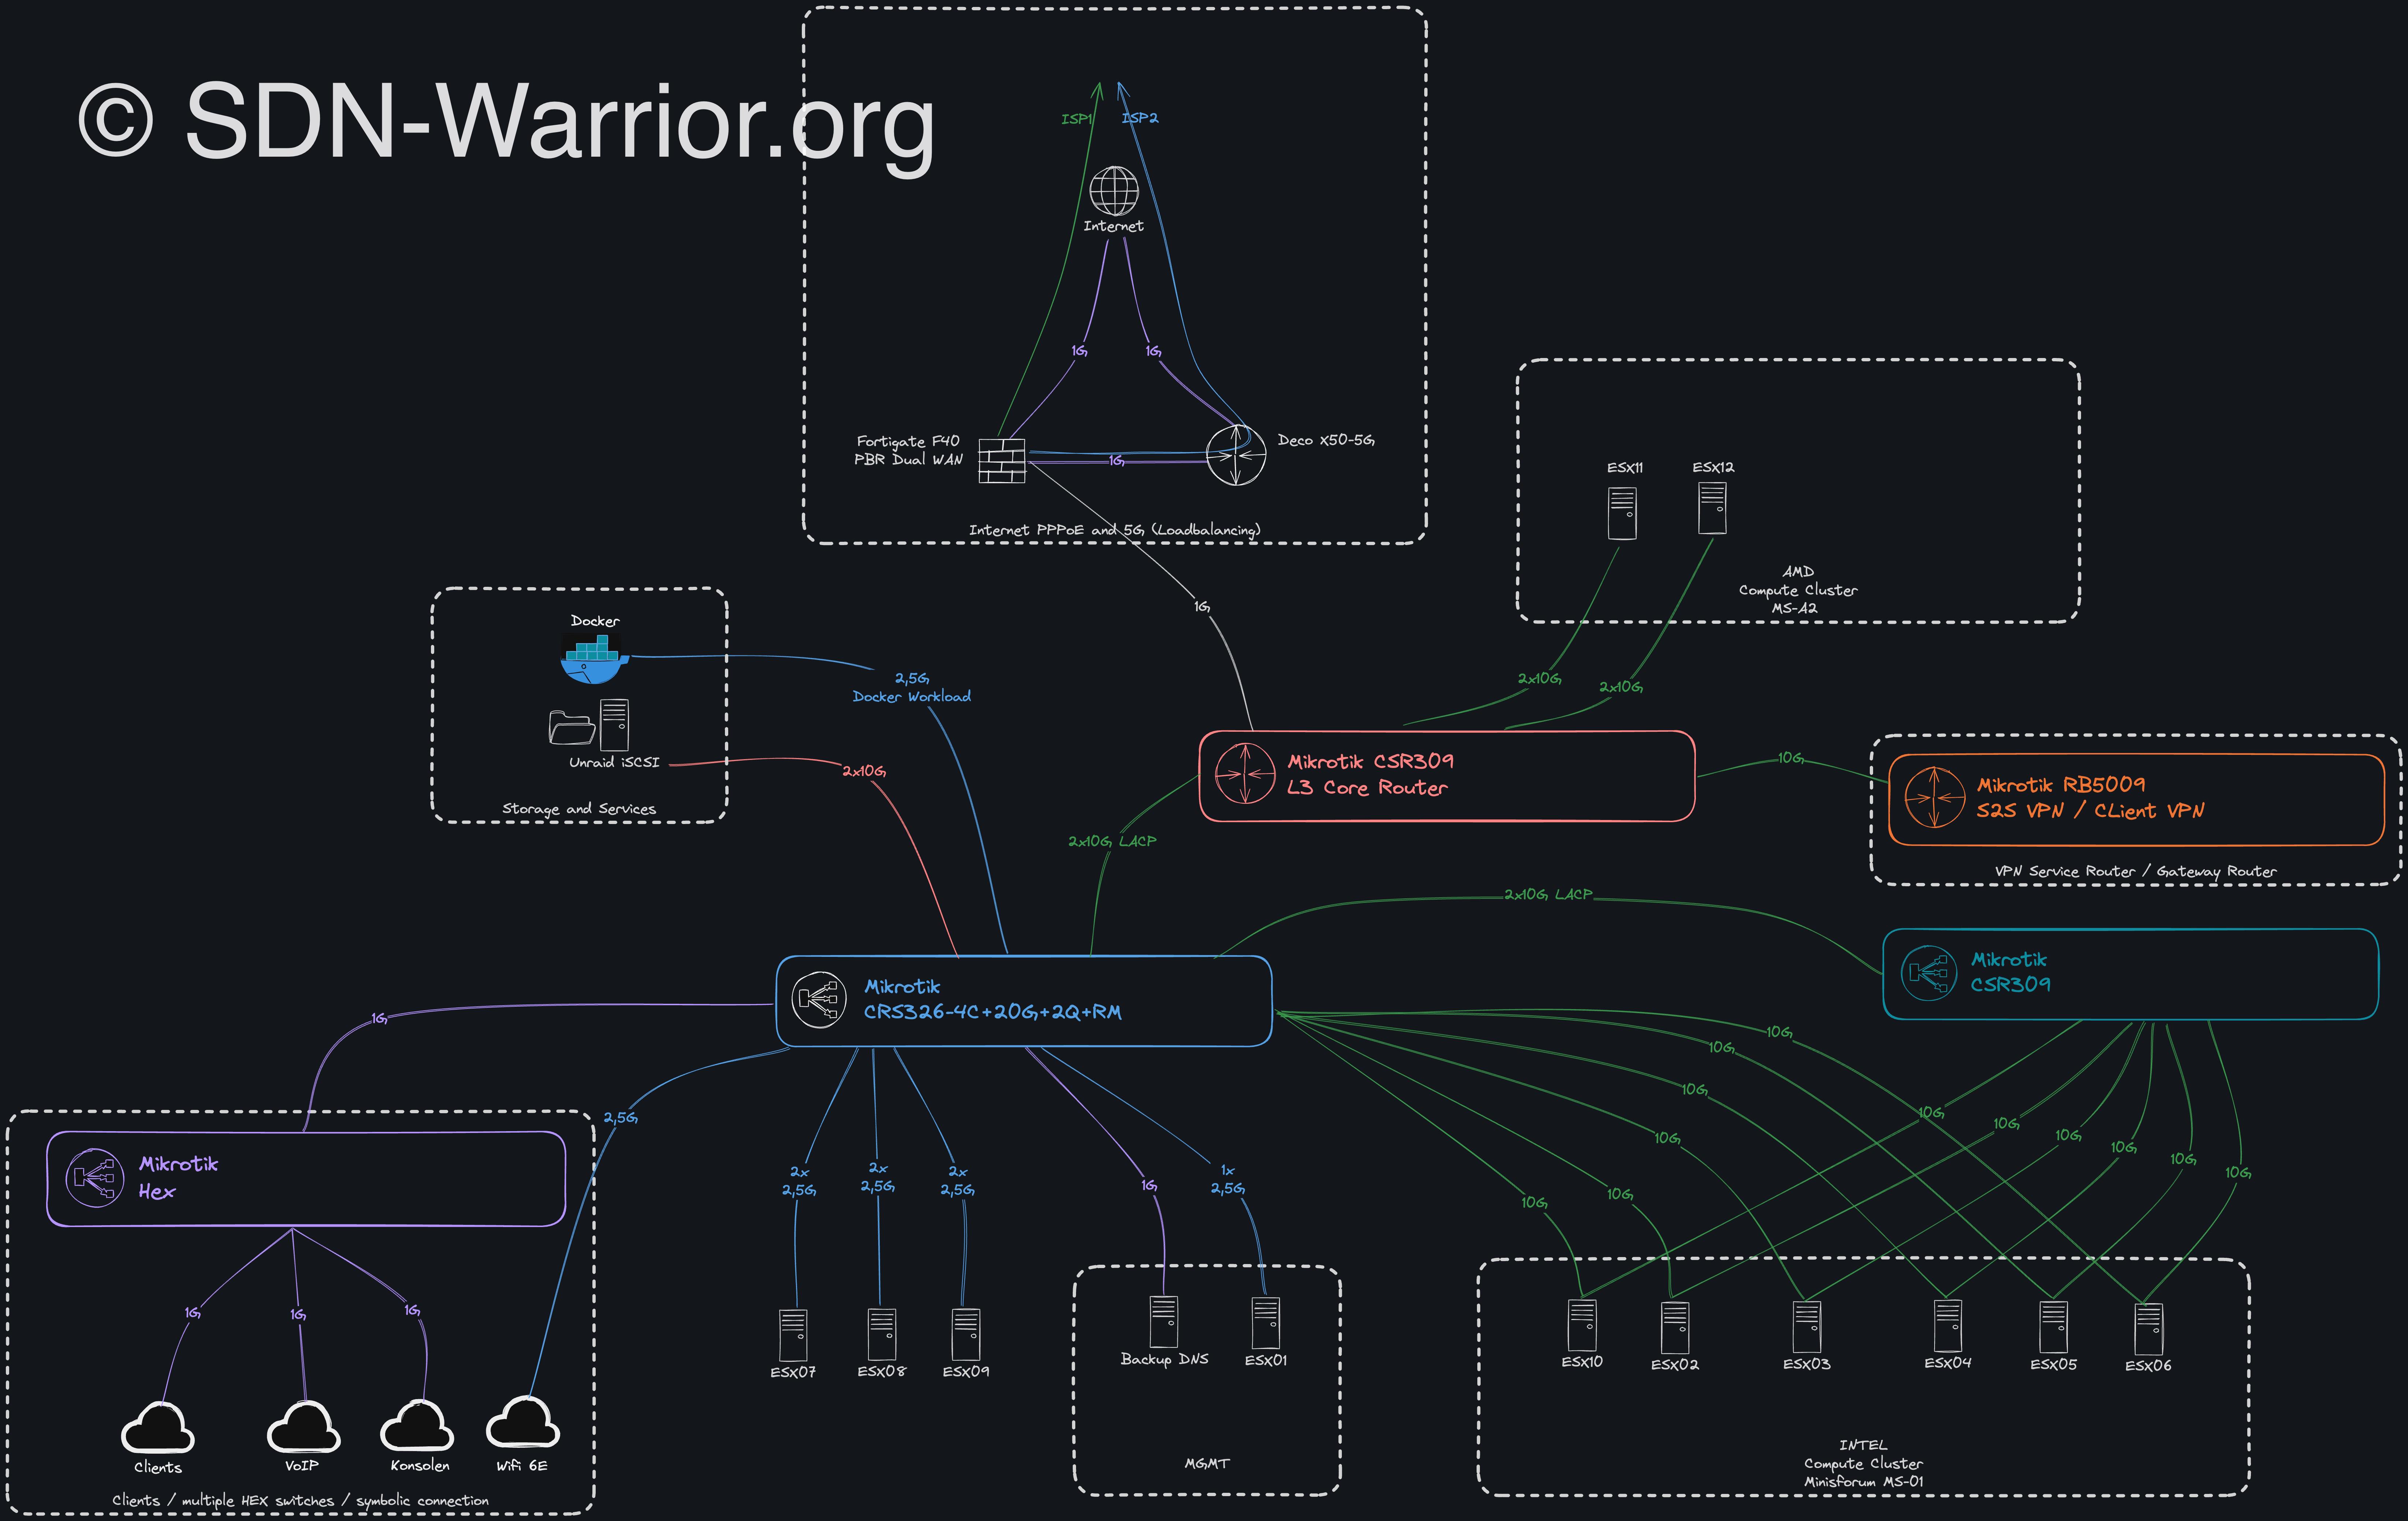 © SDN-Warrior.org
ISP1
ISP2
Internet
1G
1G
Fortigate F40
PBR Dual WAN
1G
Deco X50-5G
Internet PPPoE and 5G (Loadbalancing)
ESX11
ESX12
AMD
Compute Cluster
MS-A2
1G
2x10G
2x10G
Docker
2,5G
Docker Workload
Unraid iSCSI
2x10G
Storage and Services
Mikrotik CSR309
L3 Core Router
10G
Mikrotik RB5009
S2S VPN / CLient VPN
VPN Service Router / Gateway Router
2x10G LACP
2x10G LACP
Mikrotik
CSR309
Mikrotik
CRS326-4C+20G+2Q+RM
1G
2,5G
Mikrotik
Hex
1G
1G
1G
Clients
VoIP
Konsolen
Wifi 6E
Clients / multiple HEX switches / symbolic connection
2x
2,5G
2x
2,5G
2x
2,5G
1G
1x
2,5G
ESX07
ESX08
ESX09
Backup DNS
ESX01
MGMT
10G
10G
10G
10G
10G
10G
10G
10G
10G
10G
10G
10G
ESX10
ESX02
ESX03
ESX04
ESX05
ESX06
INTEL
Compute Cluster
Minisforum MS-01